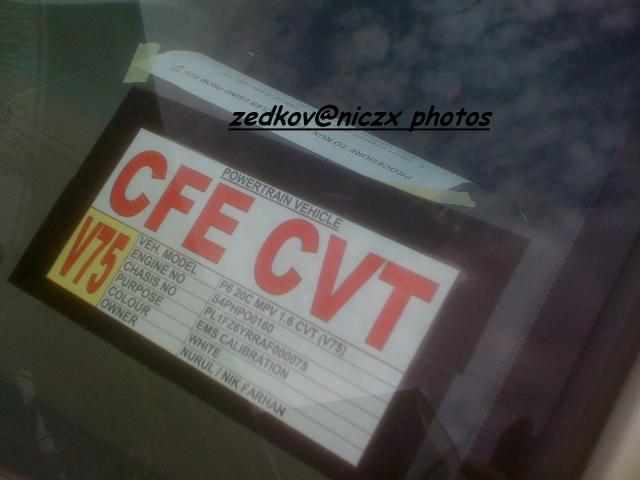 zedkov@niczx photos
PROCEDURE TO RUN
POWERTRAIN VEHICLE
CFE CVT
V75
VEH. MODEL P6 20C MPV 1.6 CVT (V75)
ENGINE NO S4PHPO0160
CHASIS NO PL1FZ6YRRAF000075
PURPOSE EMS CALIBRATION
COLOUR WHITE
OWNER NURUL / NIK FARHAN